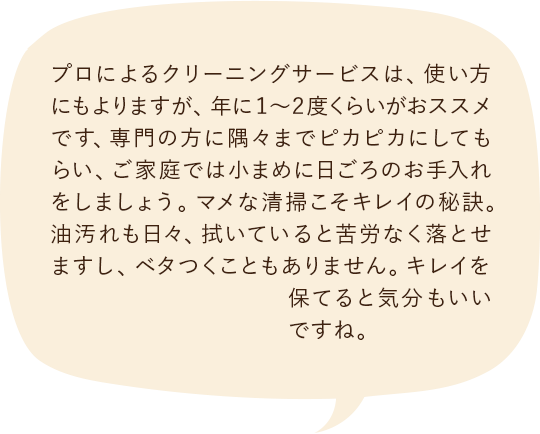 プロによるクリーニングサービスは、使い方
にもよりますが、年に1〜2度くらいがおススメ
です、専門の方に隅々までピカピカにしても
らい、ご家庭では小まめに日ごろのお手入れ
をしましょう。マメな清掃こそキレイの秘訣。
油汚れも日々、拭いていると苦労なく落とせ
ますし、ベタつくこともありません。キレイを
保てると気分もいい
ですね。